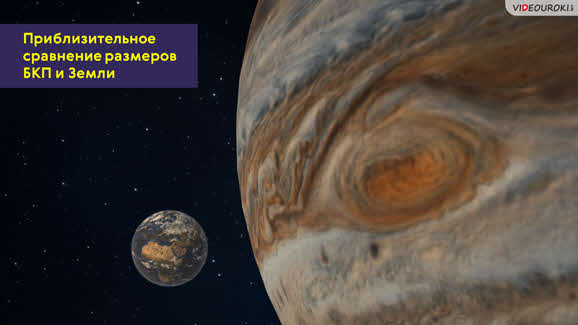 VIDEOUROKI
Приблизительное
сравнение размеров
БКП и Земли